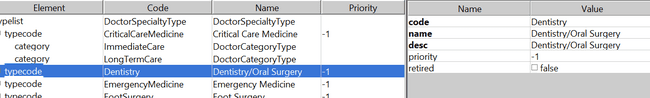 Element Code Name Priority Name Value
typelist DoctorSpecialtyType DoctorSpecialtyType code Dentistry
typecode CriticalCareMedicine Critical Care Medicine -1 name Dentistry/Oral Surgery
category ImmediateCare DoctorCategoryType desc Dentistry/Oral Surgery
category LongTermCare DoctorCategoryType priority -1
typecode Dentistry Dentistry/Oral Surgery -1 retired false
typecode EmergencyMedicine Emergency Medicine -1
typecode FootSurgery Foot Surgery -1